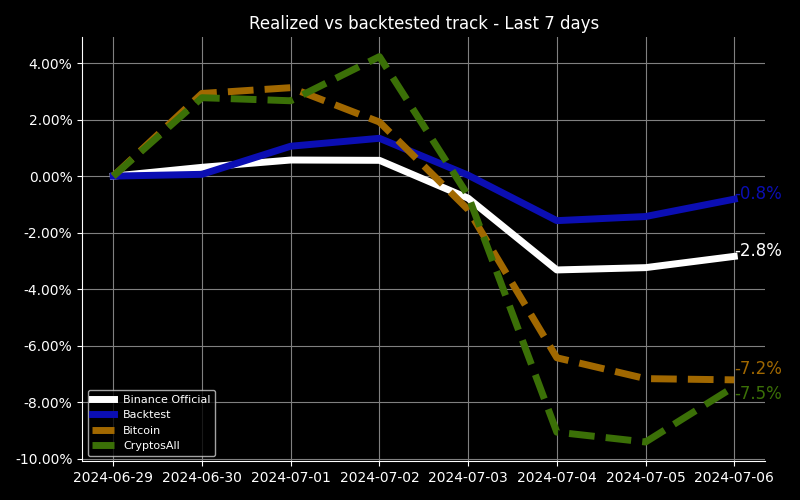 Realized vs backtested track - Last 7 days
4.00%
2.00%
0.00%
-2.00%
-4.00%
-6.00%
-8.00%
-10.00%
-0.8%
-2.8%
-7.2%
-7.5%
Binance Official
Backtest
Bitcoin
CryptosAll
2024-06-29 2024-06-30 2024-07-01 2024-07-02 2024-07-03 2024-07-04 2024-07-05 2024-07-06